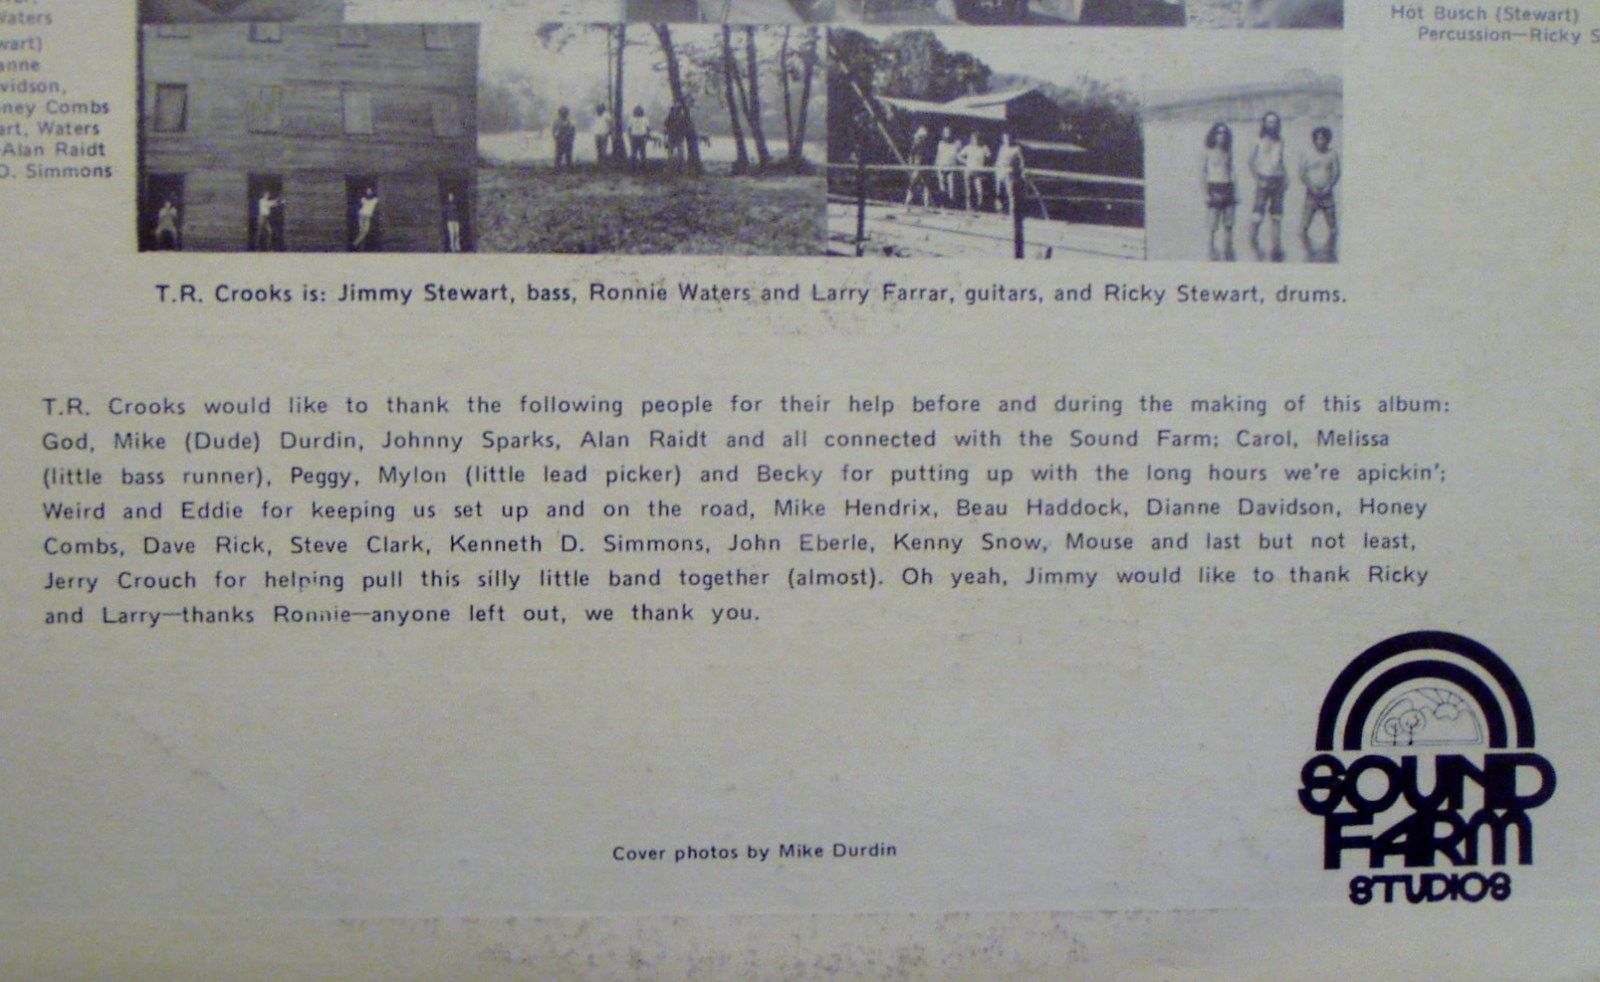 Waters
anne
vidson,
ney Combs
art, Waters
Alan Raidt
D. Simmons
Hot Busch (Stewart)
Percussion—Ricky S
T.R. Crooks is: Jimmy Stewart, bass, Ronnie Waters and Larry Farrar, guitars, and Ricky Stewart, drums.
T.R. Crooks would like to thank the following people for their help before and during the making of this album:
God, Mike (Dude) Durdin, Johnny Sparks, Alan Raidt and all connected with the Sound Farm; Carol, Melissa
(little bass runner), Peggy, Mylon (little lead picker) and Becky for putting up with the long hours we're apickin';
Weird and Eddie for keeping us set up and on the road, Mike Hendrix, Beau Haddock, Dianne Davidson, Honey
Combs, Dave Rick, Steve Clark, Kenneth D. Simmons, John Eberle, Kenny Snow, Mouse and last but not least,
Jerry Crouch for helping pull this silly little band together (almost). Oh yeah, Jimmy would like to thank Ricky
and Larry—thanks Ronnie—anyone left out, we thank you.
Cover photos by Mike Durdin
SOUND
FARM
STUDIOS